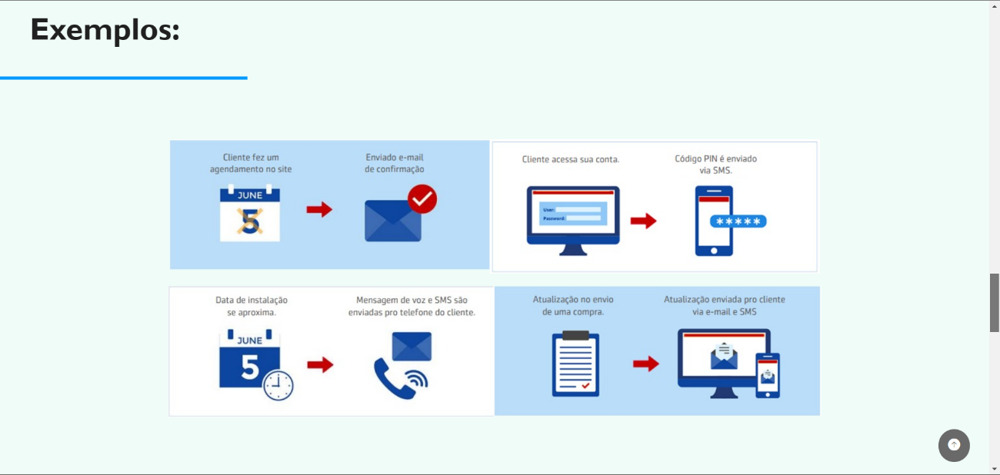 Exemplos:
Cliente fez um
agendamento no site
JUNE
5
Enviado e-mail
de confirmação
Cliente acessa sua conta.
User:
Password:
Código PIN é enviado
via SMS.
*****
Data de instalação
se aproxima.
JUNE
5
Mensagem de voz e SMS são
enviadas pro telefone do cliente.
Atualização no envio
de uma compra.
Atualização enviada pro cliente
via e-mail e SMS